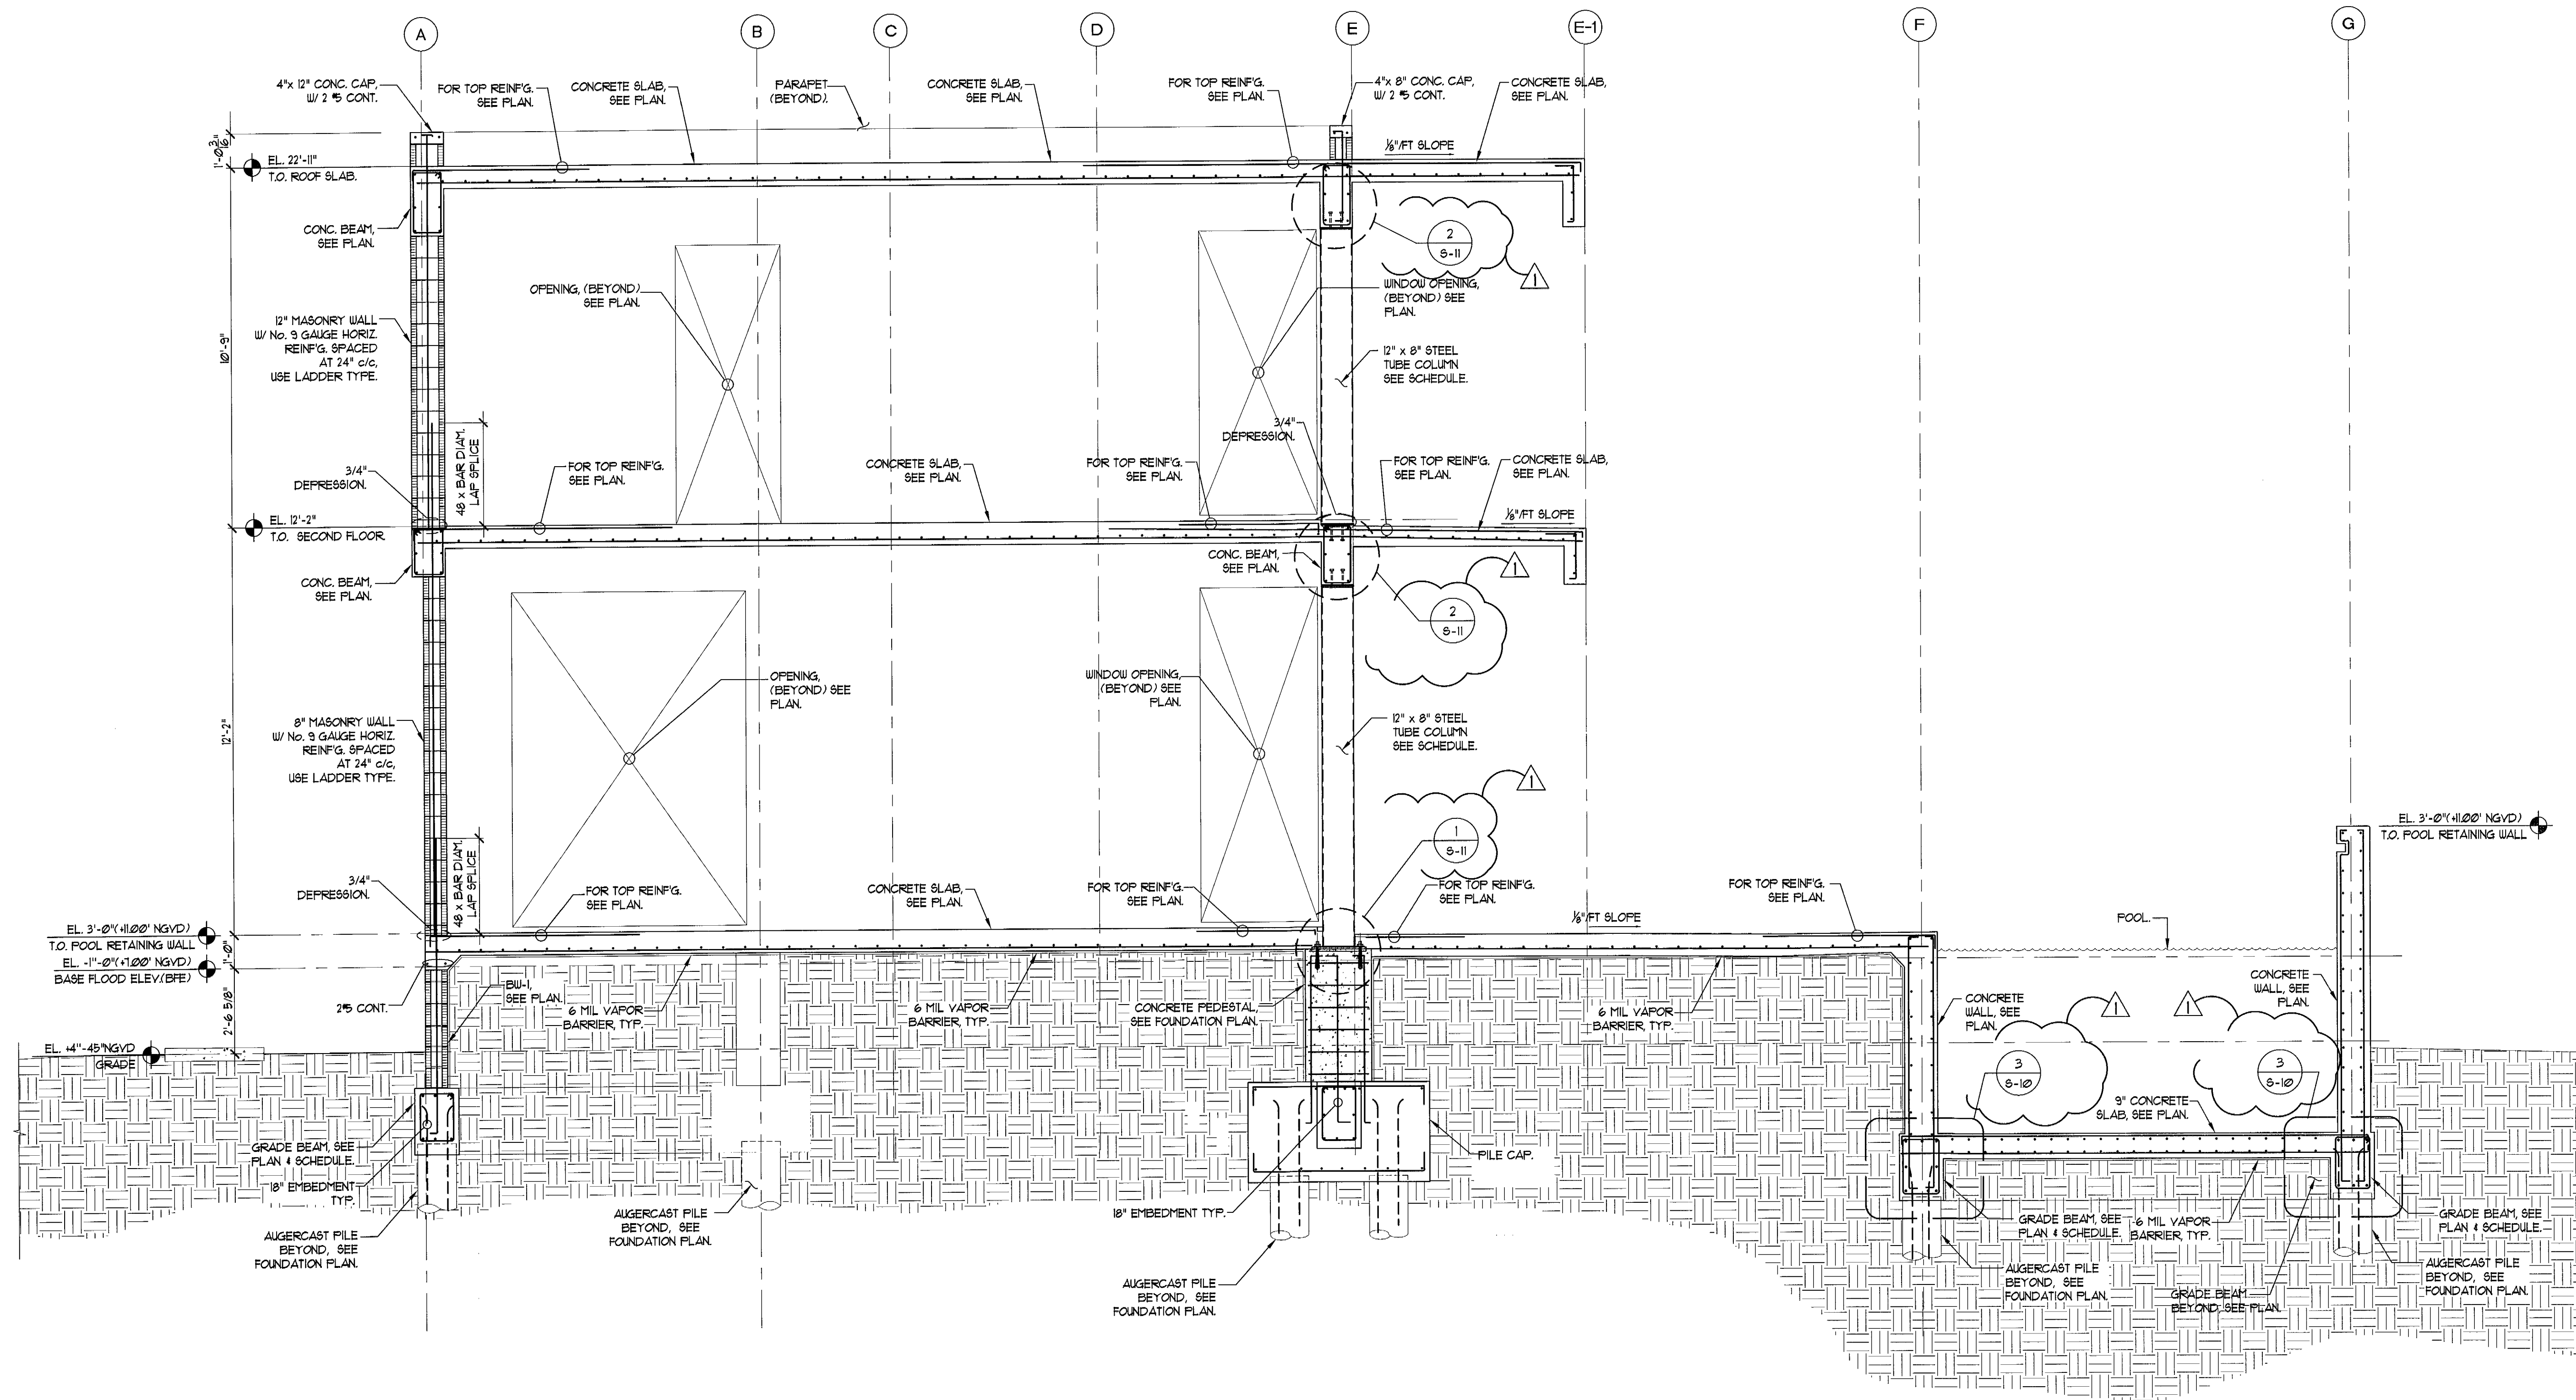 A
B
C
D
E
E-1
F
G
4"x 12" CONC. CAP,
W/ 2 #5 CONT.
FOR TOP REINF'G.
SEE PLAN.
CONCRETE SLAB,
SEE PLAN.
PARAPET
(BEYOND).
CONCRETE SLAB,
SEE PLAN.
FOR TOP REINF'G.
SEE PLAN.
4"x 8" CONC. CAP,
W/ 2 #5 CONT.
CONCRETE SLAB,
SEE PLAN.
1'-0 3/16"
EL. 22'-11"
T.O. ROOF SLAB.
1/8"/FT SLOPE
CONC. BEAM,
SEE PLAN.
2
S-11
1
OPENING, (BEYOND)
SEE PLAN.
WINDOW OPENING,
(BEYOND) SEE
PLAN.
12" MASONRY WALL
W/ No. 9 GAUGE HORIZ.
REINF'G. SPACED
AT 24" c/c,
USE LADDER TYPE.
10'-9"
12" x 8" STEEL
TUBE COLUMN
SEE SCHEDULE.
3/4"
DEPRESSION.
48 x BAR DIAM.
LAP SPLICE
3/4"
DEPRESSION.
FOR TOP REINF'G.
SEE PLAN.
CONCRETE SLAB,
SEE PLAN.
FOR TOP REINF'G.
SEE PLAN.
FOR TOP REINF'G.
SEE PLAN.
CONCRETE SLAB,
SEE PLAN.
EL. 12'-2"
T.O. SECOND FLOOR.
1/8"/FT SLOPE
CONC. BEAM,
SEE PLAN.
CONC. BEAM,
SEE PLAN.
1
2
S-11
OPENING,
(BEYOND) SEE
PLAN.
WINDOW OPENING,
(BEYOND) SEE
PLAN.
8" MASONRY WALL
W/ No. 9 GAUGE HORIZ.
REINF'G. SPACED
AT 24" c/c,
USE LADDER TYPE.
12'-2"
12" x 8" STEEL
TUBE COLUMN
SEE SCHEDULE.
1
1
S-11
EL. 3'-0"(+11.00' NGVD)
T.O. POOL RETAINING WALL
48 x BAR DIAM.
LAP SPLICE
3/4"
DEPRESSION.
FOR TOP REINF'G.
SEE PLAN.
CONCRETE SLAB,
SEE PLAN.
FOR TOP REINF'G.
SEE PLAN.
FOR TOP REINF'G.
SEE PLAN.
FOR TOP REINF'G.
SEE PLAN.
1/8"/FT SLOPE
POOL.
EL. 3'-0"(+11.00' NGVD)
T.O. POOL RETAINING WALL
1'-0"
EL. -1"-0"(+7.00' NGVD)
BASE FLOOD ELEV.(BFE)
2'-6 5/8"
2#5 CONT.
BW-1,
SEE PLAN.
6 MIL VAPOR
BARRIER, TYP.
6 MIL VAPOR
BARRIER, TYP.
CONCRETE PEDESTAL,
SEE FOUNDATION PLAN.
6 MIL VAPOR
BARRIER, TYP.
CONCRETE
WALL, SEE
PLAN.
CONCRETE
WALL, SEE
PLAN.
1
1
EL. +4"-45"NGVD
GRADE
3
S-10
3
S-10
9" CONCRETE
SLAB, SEE PLAN.
GRADE BEAM, SEE
PLAN & SCHEDULE.
18" EMBEDMENT
TYP.
PILE CAP.
AUGERCAST PILE
BEYOND, SEE
FOUNDATION PLAN.
AUGERCAST PILE
BEYOND, SEE
FOUNDATION PLAN.
18" EMBEDMENT TYP.
AUGERCAST PILE
BEYOND, SEE
FOUNDATION PLAN.
GRADE BEAM, SEE
PLAN & SCHEDULE.
6 MIL VAPOR
BARRIER, TYP.
GRADE BEAM, SEE
PLAN & SCHEDULE.
AUGERCAST PILE
BEYOND, SEE
FOUNDATION PLAN.
GRADE BEAM
BEYOND, SEE PLAN.
AUGERCAST PILE
BEYOND, SEE
FOUNDATION PLAN.